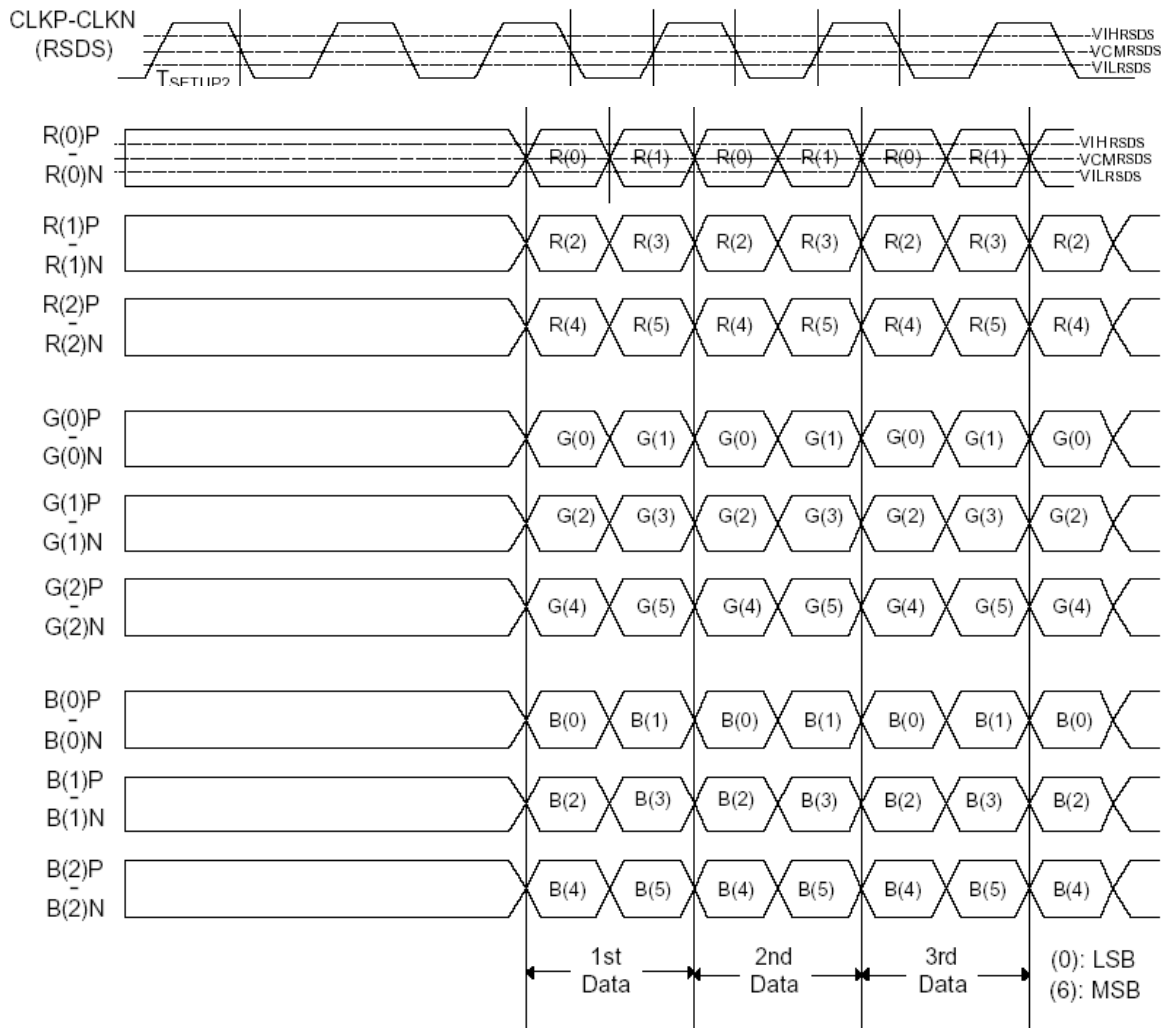 CLKP-CLKN
(RSDS)
VIHRSDS
VCMRSDS
VILRSDS
TSETUP2
R(0)P
-
R(0)N
R(0) R(1) R(0) R(1) R(0) R(1)
VIHRSDS
VCMRSDS
VILRSDS
R(1)P
-
R(1)N
R(2) R(3) R(2) R(3) R(2) R(3) R(2)
R(2)P
-
R(2)N
R(4) R(5) R(4) R(5) R(4) R(5) R(4)
G(0)P
-
G(0)N
G(0) G(1) G(0) G(1) G(0) G(1) G(0)
G(1)P
-
G(1)N
G(2) G(3) G(2) G(3) G(2) G(3) G(2)
G(2)P
-
G(2)N
G(4) G(5) G(4) G(5) G(4) G(5) G(4)
B(0)P
-
B(0)N
B(0) B(1) B(0) B(1) B(0) B(1) B(0)
B(1)P
-
B(1)N
B(2) B(3) B(2) B(3) B(2) B(3) B(2)
B(2)P
-
B(2)N
B(4) B(5) B(4) B(5) B(4) B(5) B(4)
1st
Data
2nd
Data
3rd
Data
(0): LSB
(6): MSB